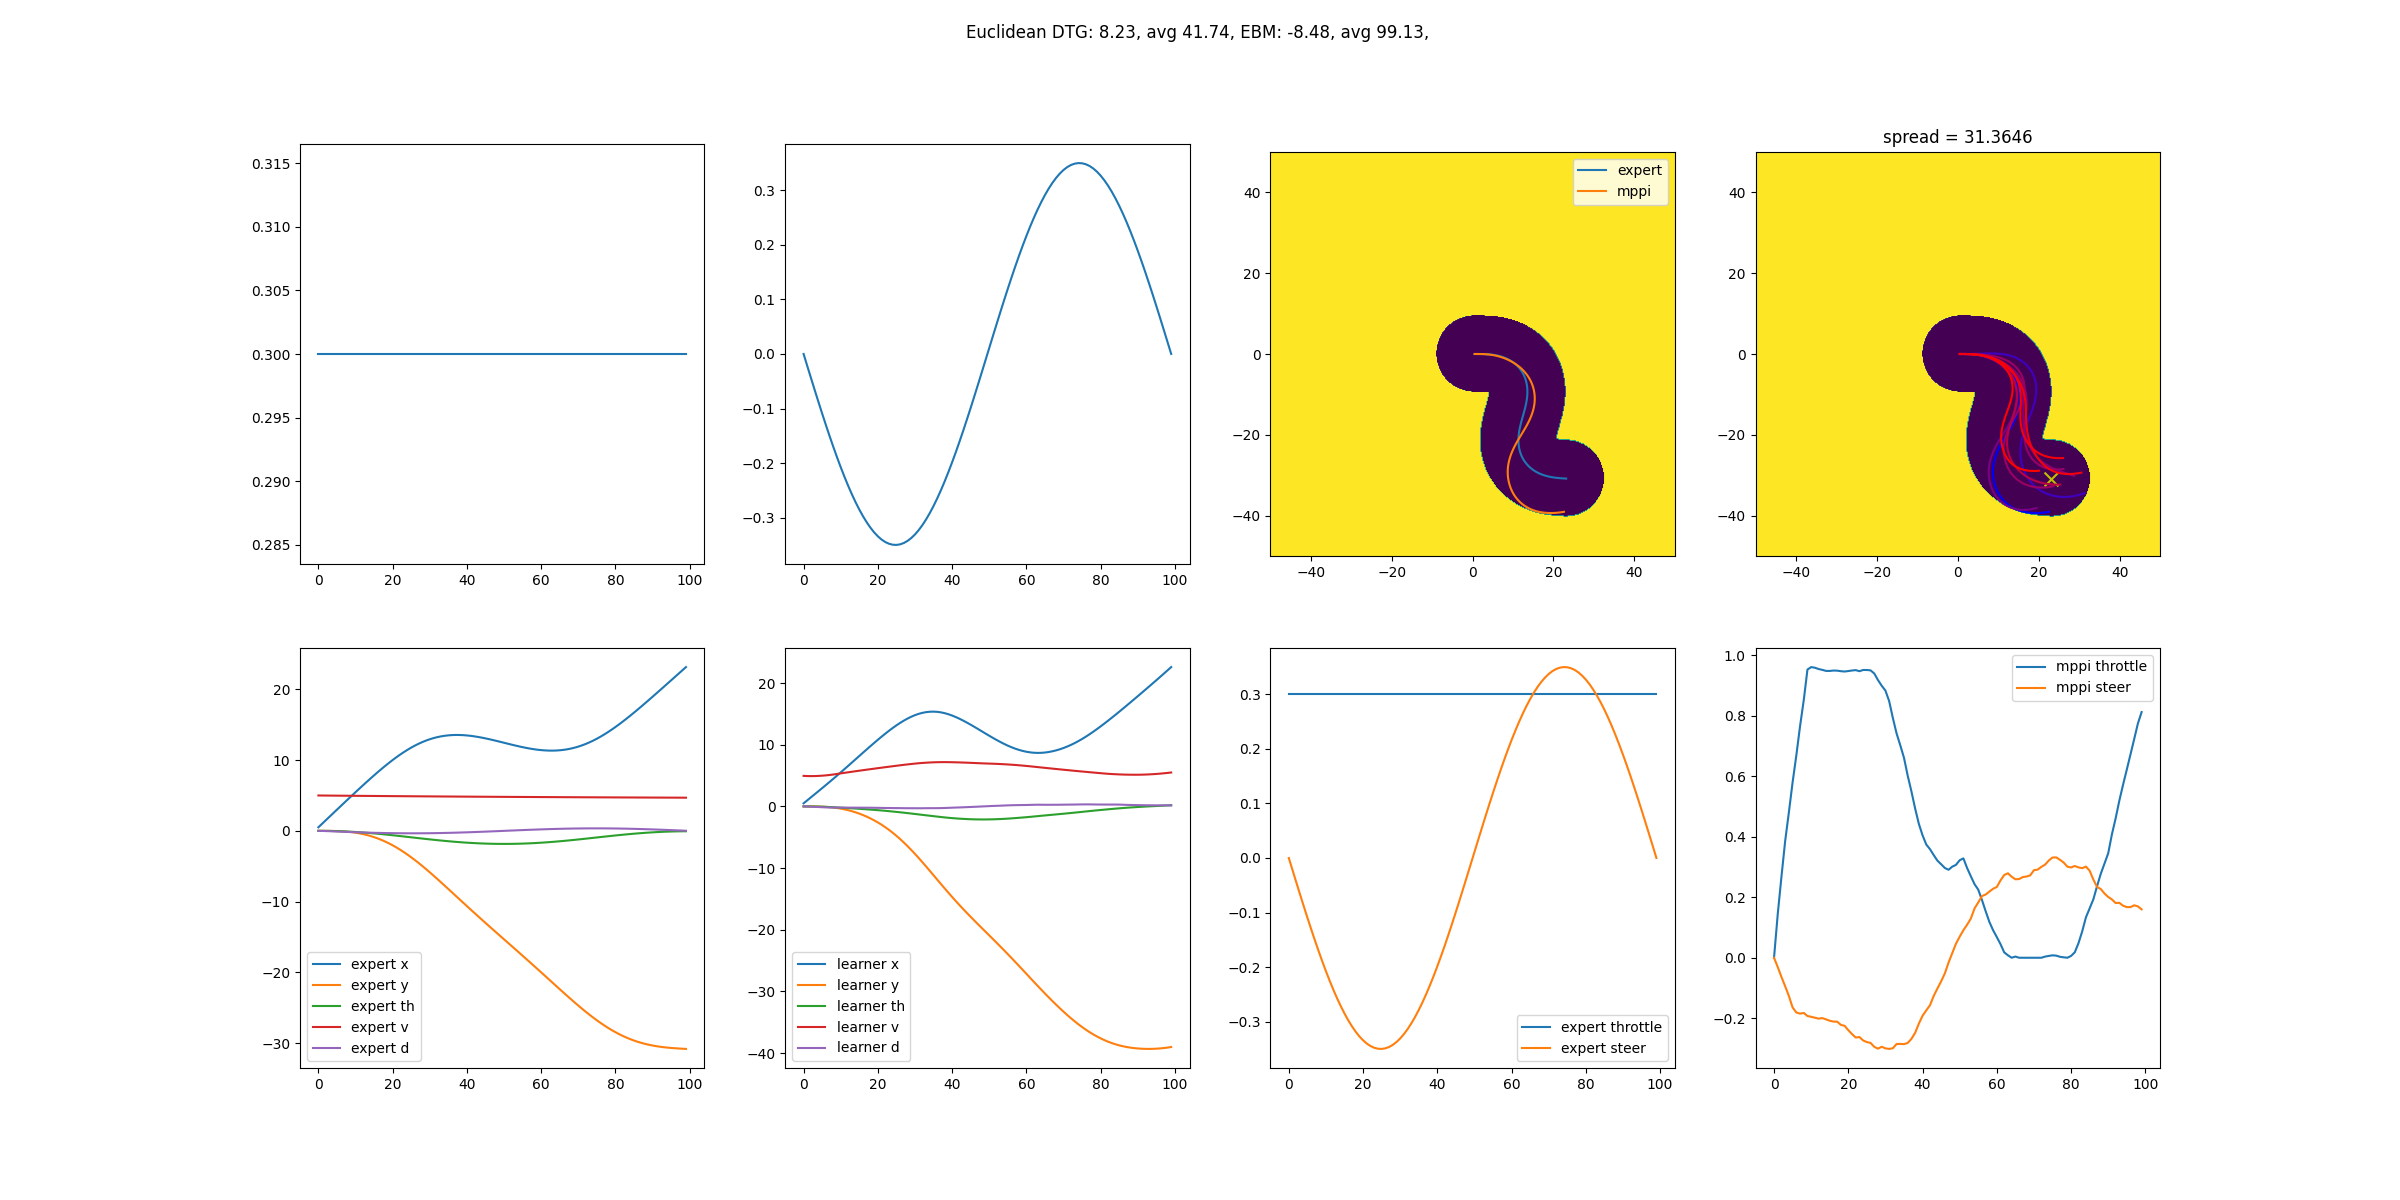 Euclidean DTG: 8.23, avg 41.74, EBM: -8.48, avg 99.13,
0.315
0.310
0.305
0.300
0.295
0.290
0.285
0 20 40 60 80 100
0.3
0.2
0.1
0.0
−0.1
−0.2
−0.3
0 20 40 60 80 100
expert
mppi
40
20
0
−20
−40
−40 −20 0 20 40
spread = 31.3646
40
20
0
−20
−40
−40 −20 0 20 40
20
10
0
−10
−20
−30
expert x
expert y
expert th
expert v
expert d
0 20 40 60 80 100
20
10
0
−10
−20
−30
−40
learner x
learner y
learner th
learner v
learner d
0 20 40 60 80 100
0.3
0.2
0.1
0.0
−0.1
−0.2
−0.3
expert throttle
expert steer
0 20 40 60 80 100
1.0
0.8
0.6
0.4
0.2
0.0
−0.2
mppi throttle
mppi steer
0 20 40 60 80 100